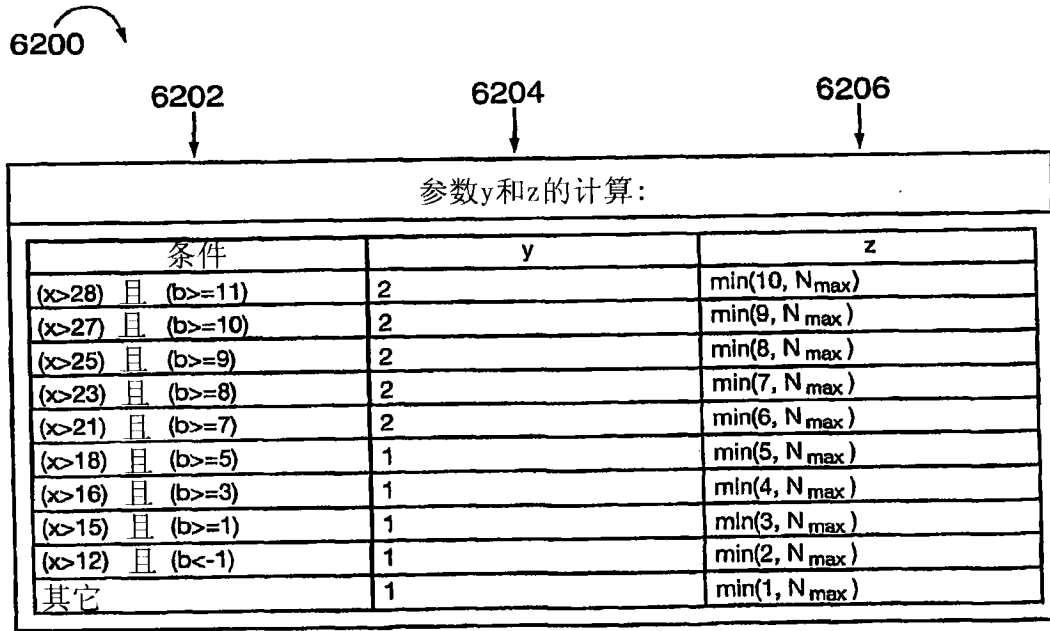 6200
6202 6204 6206
参数y和z的计算:
条件 y z
(x>28) 且 (b>=11) 2 min(10, Nmax)
(x>27) 且 (b>=10) 2 min(9, Nmax)
(x>25) 且 (b>=9) 2 min(8, Nmax)
(x>23) 且 (b>=8) 2 min(7, Nmax)
(x>21) 且 (b>=7) 2 min(6, Nmax)
(x>18) 且 (b>=5) 1 min(5, Nmax)
(x>16) 且 (b>=3) 1 min(4, Nmax)
(x>15) 且 (b>=1) 1 min(3, Nmax)
(x>12) 且 (b<-1) 1 min(2, Nmax)
其它 1 min(1, Nmax)